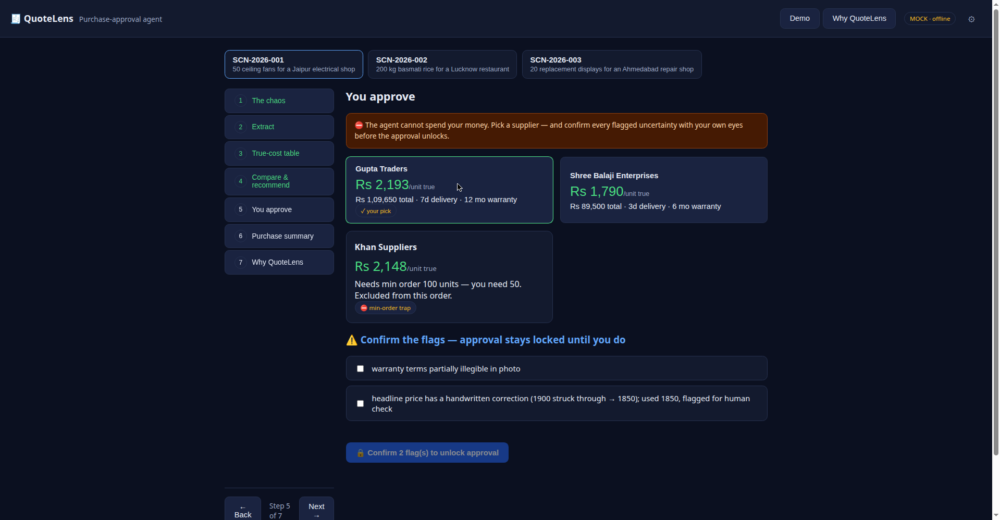 🧾 QuoteLens Purchase-approval agent
Demo
Why QuoteLens
MOCK · offline
SCN-2026-001
50 ceiling fans for a Jaipur electrical shop
SCN-2026-002
200 kg basmati rice for a Lucknow restaurant
SCN-2026-003
20 replacement displays for an Ahmedabad repair shop
1 The chaos
2 Extract
3 True-cost table
4 Compare &
recommend
5 You approve
6 Purchase summary
7 Why QuoteLens
← Back
Step 5
of 7
Next →
You approve
⛔ The agent cannot spend your money. Pick a supplier — and confirm every flagged uncertainty with your own eyes
before the approval unlocks.
Gupta Traders
Rs 2,193/unit true
Rs 1,09,650 total · 7d delivery · 12 mo warranty
✓ your pick
Shree Balaji Enterprises
Rs 1,790/unit true
Rs 89,500 total · 3d delivery · 6 mo warranty
Khan Suppliers
Rs 2,148/unit true
Needs min order 100 units — you need 50.
Excluded from this order.
⛔ min-order trap
⚠️ Confirm the flags — approval stays locked until you do
warranty terms partially illegible in photo
headline price has a handwritten correction (1900 struck through → 1850); used 1850, flagged for human
check
🔒 Confirm 2 flag(s) to unlock approval